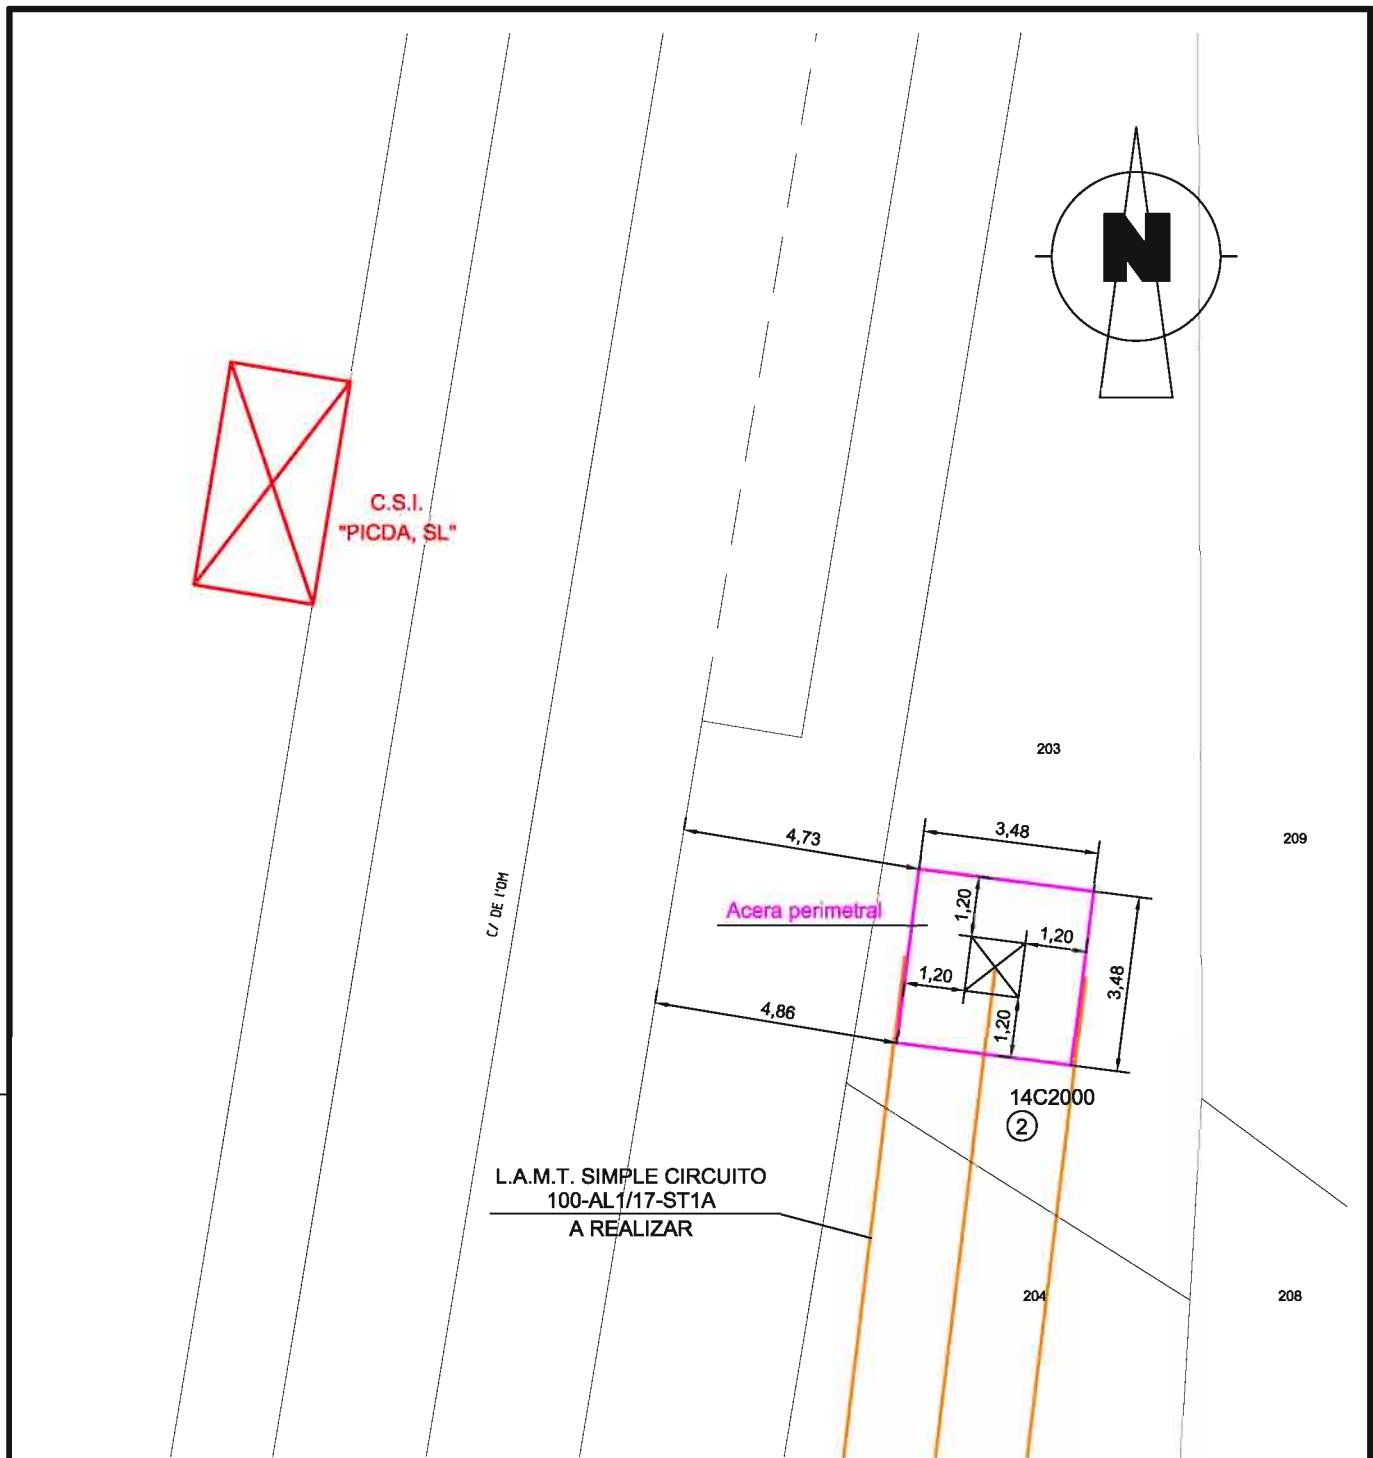 N
C.S.I.
"PICDA, SL"
203
209
4,73
3,48
C/ DE L'OM
Acera perimetral
1,20
1,20
1,20
3,48
4,86
1,20
14C2000
2
L.A.M.T. SIMPLE CIRCUITO
100-AL1/17-ST1A
A REALIZAR
204
208